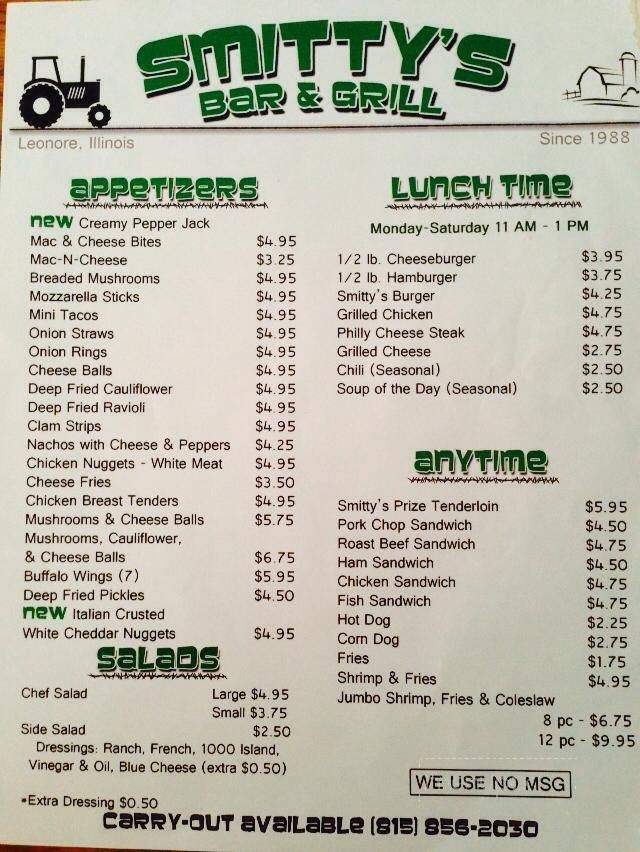 SMITTY'S
BAR & GRILL
Leonore, Illinois
Since 1988
APPETIZERS
new Creamy Pepper Jack
Mac & Cheese Bites $4.95
Mac-N-Cheese $3.25
Breaded Mushrooms $4.95
Mozzarella Sticks $4.95
Mini Tacos $4.95
Onion Straws $4.95
Onion Rings $4.95
Cheese Balls $4.95
Deep Fried Cauliflower $4.95
Deep Fried Ravioli $4.95
Clam Strips $4.95
Nachos with Cheese & Peppers $4.25
Chicken Nuggets - White Meat $4.95
Cheese Fries $3.50
Chicken Breast Tenders $4.95
Mushrooms & Cheese Balls $5.75
Mushrooms, Cauliflower,
& Cheese Balls $6.75
Buffalo Wings (7) $5.95
Deep Fried Pickles $4.50
new Italian Crusted
White Cheddar Nuggets $4.95
SALADS
Chef Salad Large $4.95
Small $3.75
Side Salad $2.50
Dressings: Ranch, French, 1000 Island,
Vinegar & Oil, Blue Cheese (extra $0.50)
*Extra Dressing $0.50
LUNCH TIME
Monday-Saturday 11 AM - 1 PM
1/2 lb. Cheeseburger $3.95
1/2 lb. Hamburger $3.75
Smitty's Burger $4.25
Grilled Chicken $4.75
Philly Cheese Steak $4.75
Grilled Cheese $2.75
Chili (Seasonal) $2.50
Soup of the Day (Seasonal) $2.50
ANYTIME
Smitty's Prize Tenderloin $5.95
Pork Chop Sandwich $4.50
Roast Beef Sandwich $4.75
Ham Sandwich $4.50
Chicken Sandwich $4.75
Fish Sandwich $4.75
Hot Dog $2.25
Corn Dog $2.75
Fries $1.75
Shrimp & Fries $4.95
Jumbo Shrimp, Fries & Coleslaw
8 pc - $6.75
12 pc - $9.95
WE USE NO MSG
CARRY-OUT AVAILABLE (815) 856-2030